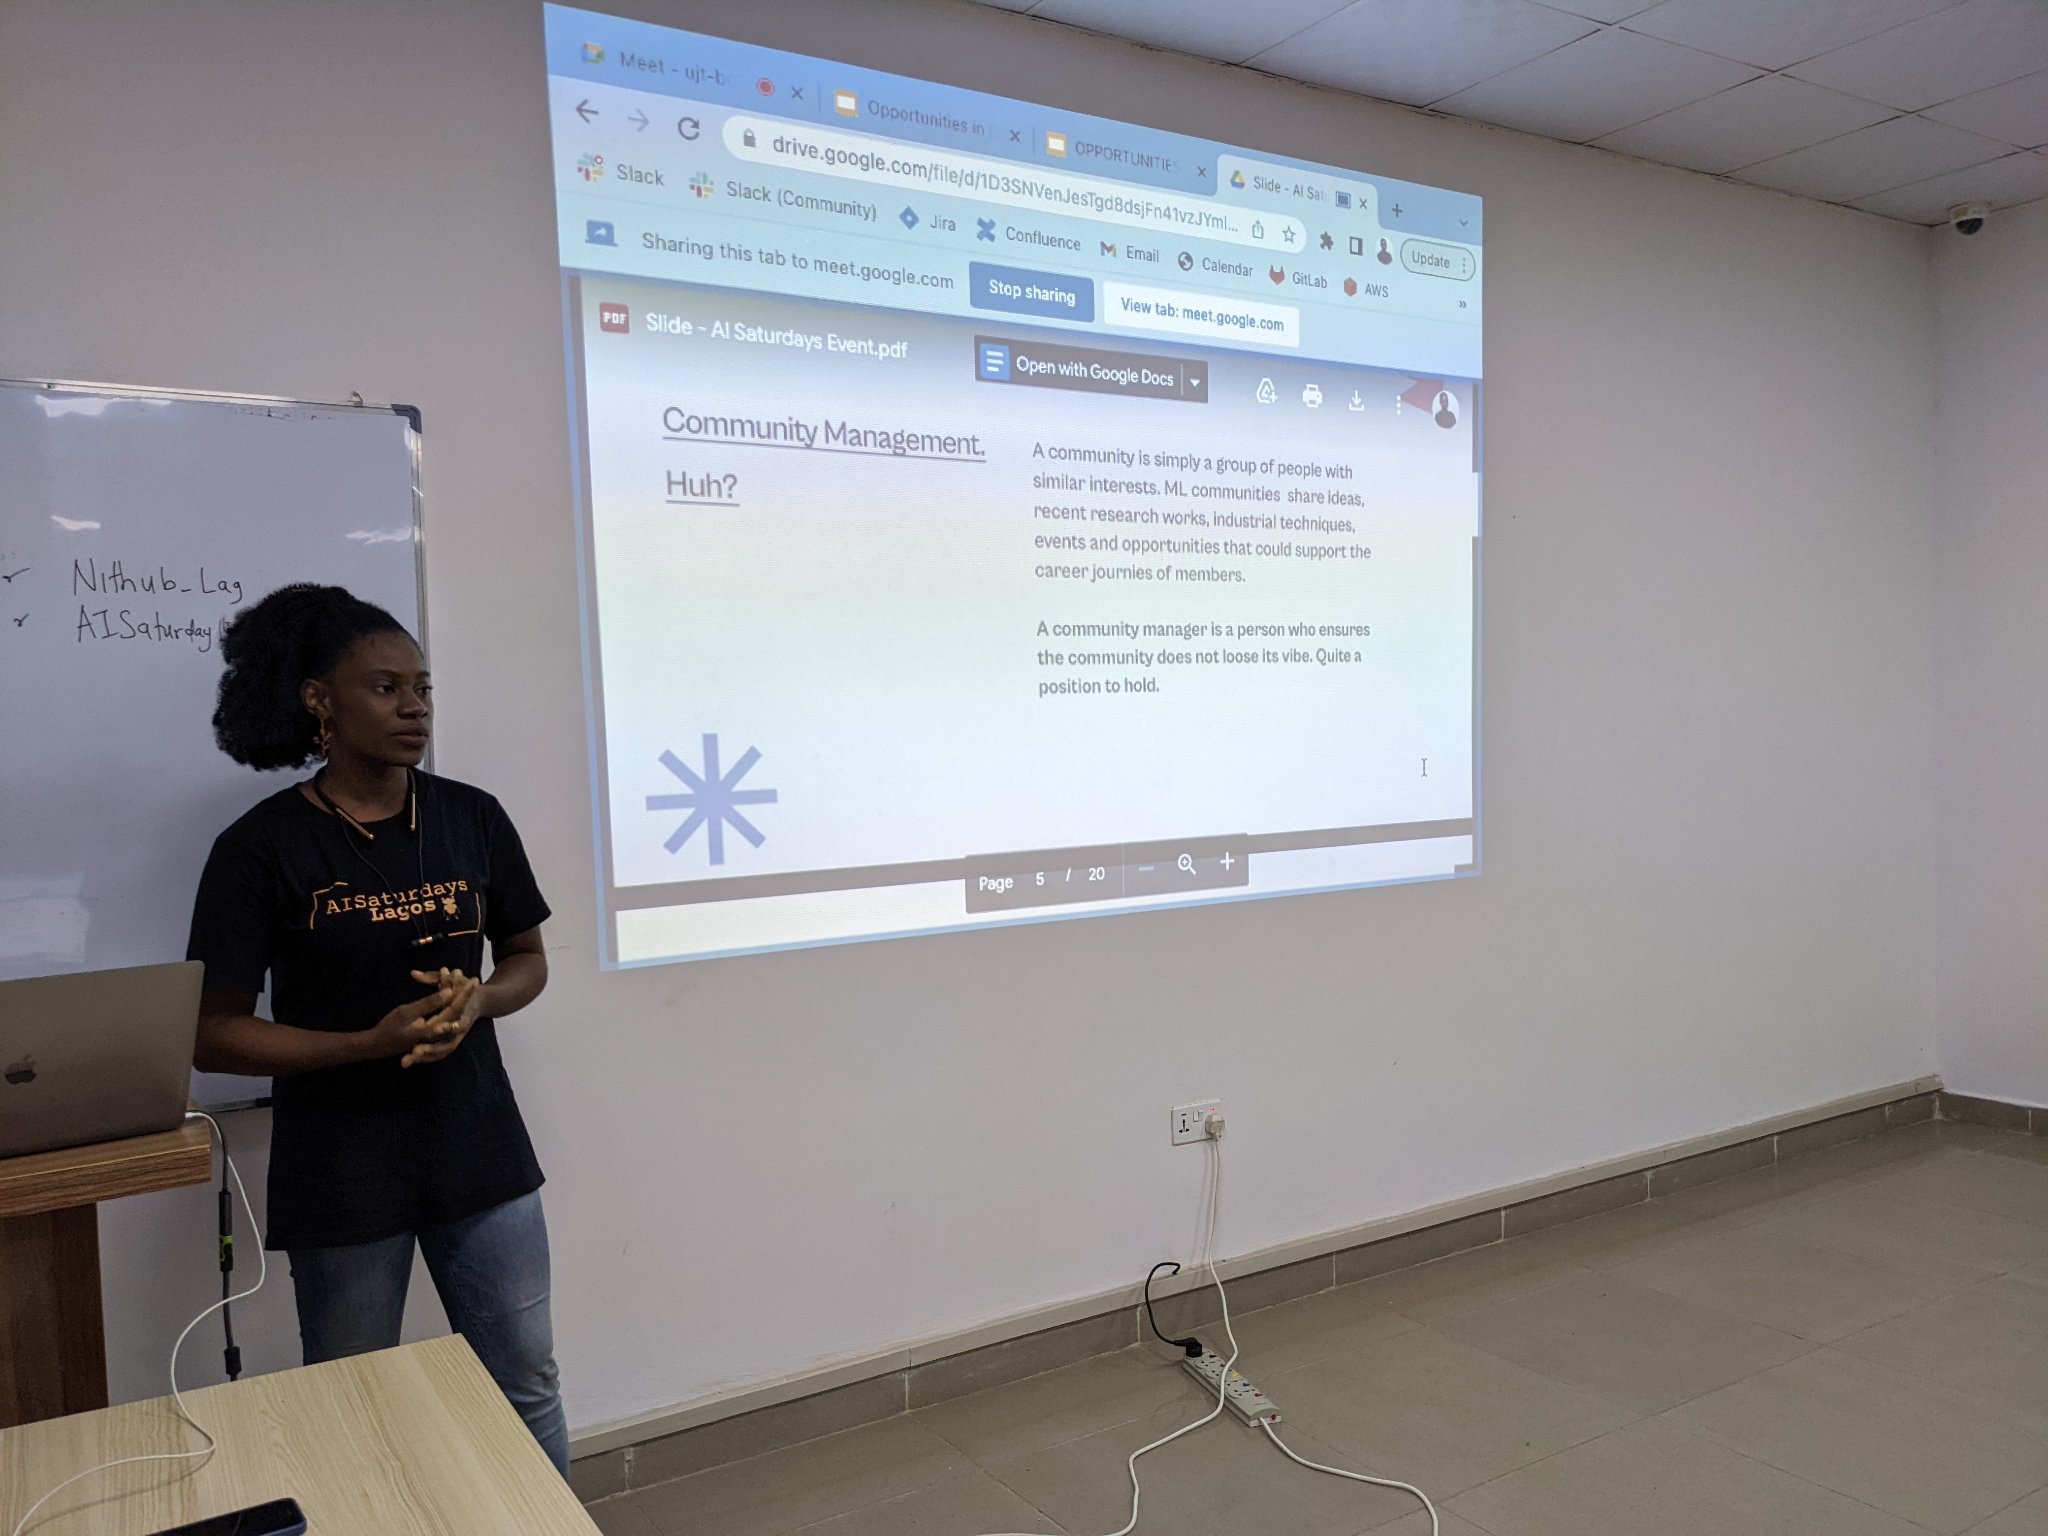 Meet - ujt-b
Opportunities in
OPPORTUNITIES
Slide - AI Sat
drive.google.com/file/d/1D3SNVenJesTgd8dsjFn41vzJYml...
Update
Slack
Slack (Community)
Jira
Confluence
Email
Calendar
GitLab
AWS
»
Sharing this tab to meet.google.com
Stop sharing
View tab: meet.google.com
PDF
Slide - AI Saturdays Event.pdf
Open with Google Docs
Community Management.
Huh?
A community is simply a group of people with
similar interests. ML communities share ideas,
recent research works, industrial techniques,
events and opportunities that could support the
career journies of members.
A community manager is a person who ensures
the community does not loose its vibe. Quite a
position to hold.
Page 5 / 20
Nithub_Lag
AISaturday
AISaturdays
Lagos